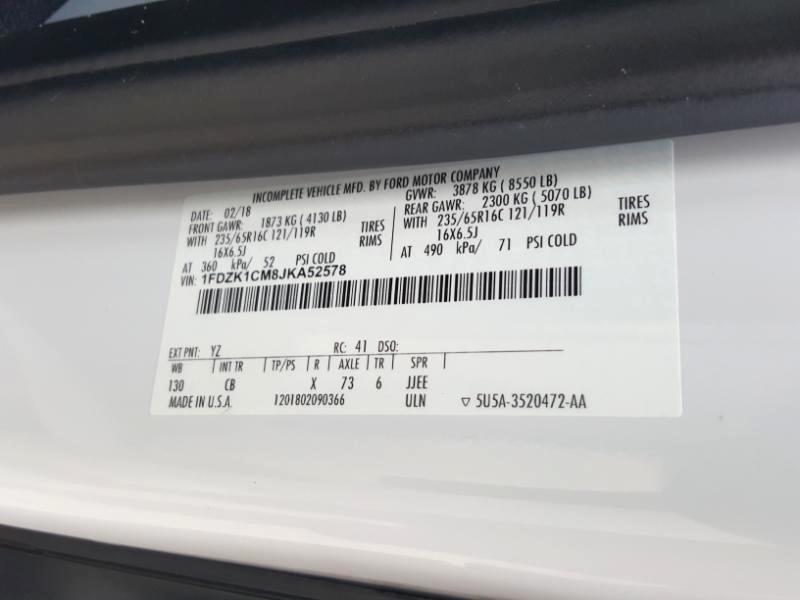 INCOMPLETE VEHICLE MFD. BY FORD MOTOR COMPANY
DATE: 02/18 GVWR: 3878 KG ( 8550 LB)
FRONT GAWR: 1873 KG ( 4130 LB) REAR GAWR: 2300 KG ( 5070 LB)
WITH 235/65R16C 121/119R TIRES WITH 235/65R16C 121/119R TIRES
16X6.5J RIMS 16X6.5J RIMS
AT 360 kPa/ 52 PSI COLD AT 490 kPa/ 71 PSI COLD
VIN: 1FDZK1CM8JKA52578
EXT PNT: YZ RC: 41 DSO:
WB INT TR TP/PS R AXLE TR SPR
130 CB X 73 6 JJEE
MADE IN U.S.A. 1201802090366 ULN ▽ 5U5A-3520472-AA